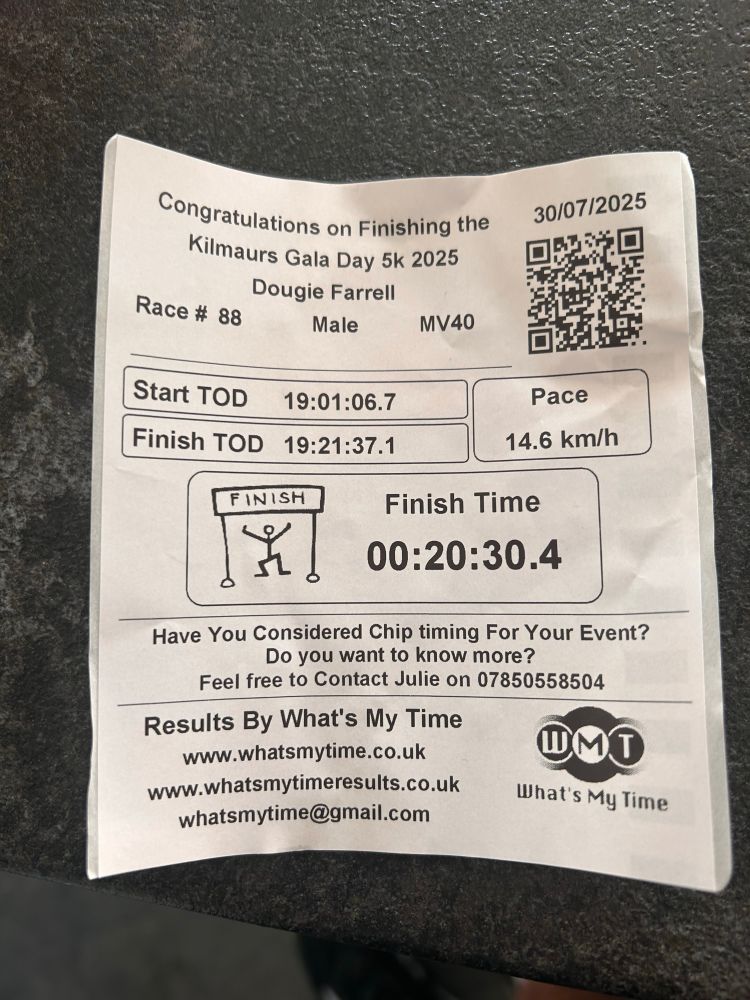 Congratulations on Finishing the
Kilmaurs Gala Day 5k 2025
30/07/2025
Dougie Farrell
Race # 88 Male MV40
Start TOD 19:01:06.7
Finish TOD 19:21:37.1
Pace
14.6 km/h
FINISH
Finish Time
00:20:30.4
Have You Considered Chip timing For Your Event?
Do you want to know more?
Feel free to Contact Julie on 07850558504
Results By What's My Time
www.whatsmytime.co.uk
www.whatsmytimeresults.co.uk
whatsmytime@gmail.com
WMT
What's My Time